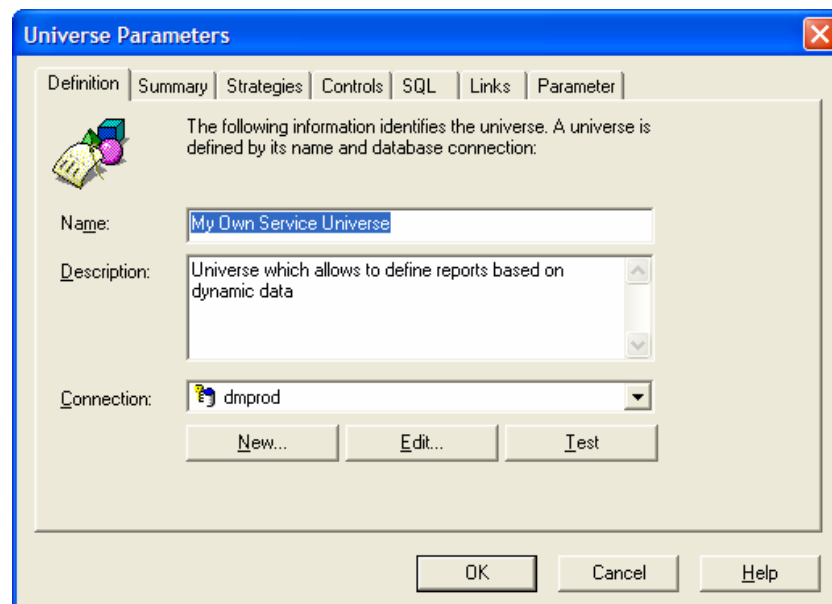 Universe Parameters
Definition Summary Strategies Controls SQL Links Parameter
The following information identifies the universe. A universe is
defined by its name and database connection:
Name: My Own Service Universe
Description: Universe which allows to define reports based on
dynamic data
Connection: dmprod
New... Edit... Test
OK Cancel Help